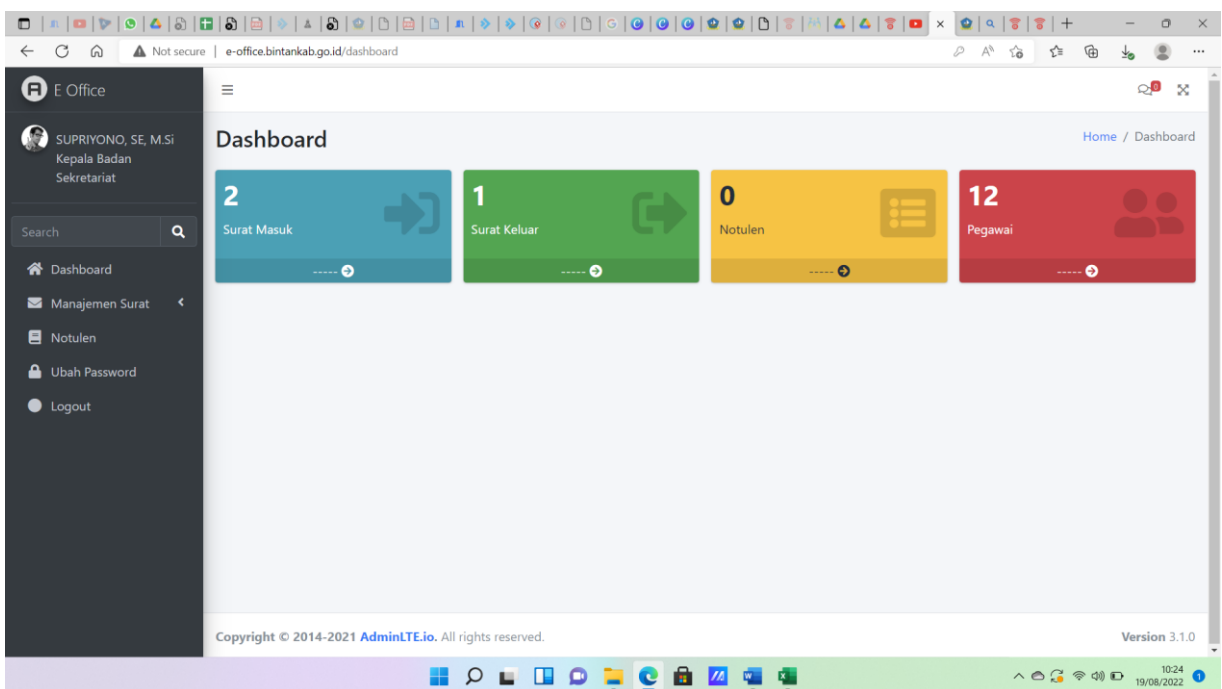 Not secure | e-office.bintankab.go.id/dashboard
E Office
0
SUPRIYONO, SE, M.Si
Kepala Badan
Sekretariat
Search
Dashboard
Manajemen Surat
Notulen
Ubah Password
Logout
Dashboard
Home / Dashboard
2
Surat Masuk
-----
1
Surat Keluar
-----
0
Notulen
-----
12
Pegawai
-----
Copyright © 2014-2021 AdminLTE.io. All rights reserved.
Version 3.1.0
10:24
19/08/2022
1